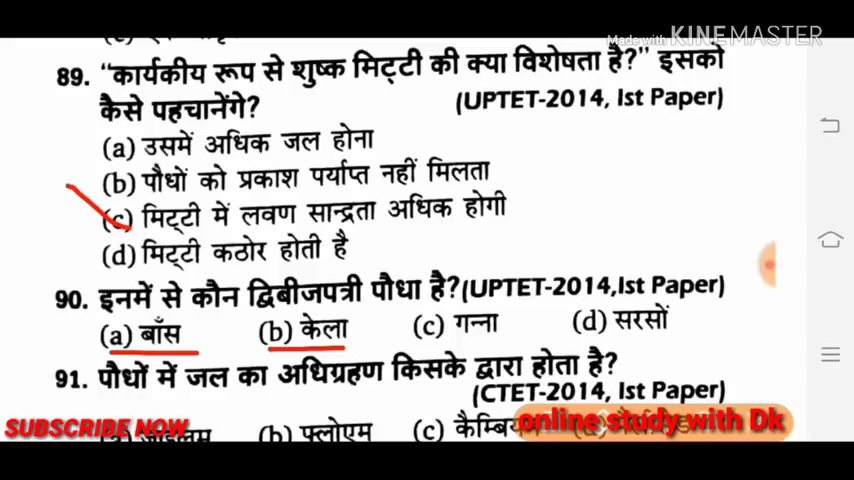 Made with KINEMASTER
89. “कार्यकीय रूप से शुष्क मिट्टी की क्या विशेषता है?” इसको
कैसे पहचानेंगे? (UPTET-2014, Ist Paper)
(a) उसमें अधिक जल होना
(b) पौधों को प्रकाश पर्याप्त नहीं मिलता
(c) मिट्टी में लवण सान्द्रता अधिक होगी
(d) मिट्टी कठोर होती है
90. इनमें से कौन द्विबीजपत्री पौधा है?(UPTET-2014,Ist Paper)
(a) बाँस (b) केला (c) गन्ना (d) सरसों
91. पौधों में जल का अधिग्रहण किसके द्वारा होता है?
(CTET-2014, Ist Paper)
(b) फ्लोएम (c)
SUBSCRIBE NOW
online study with Dk